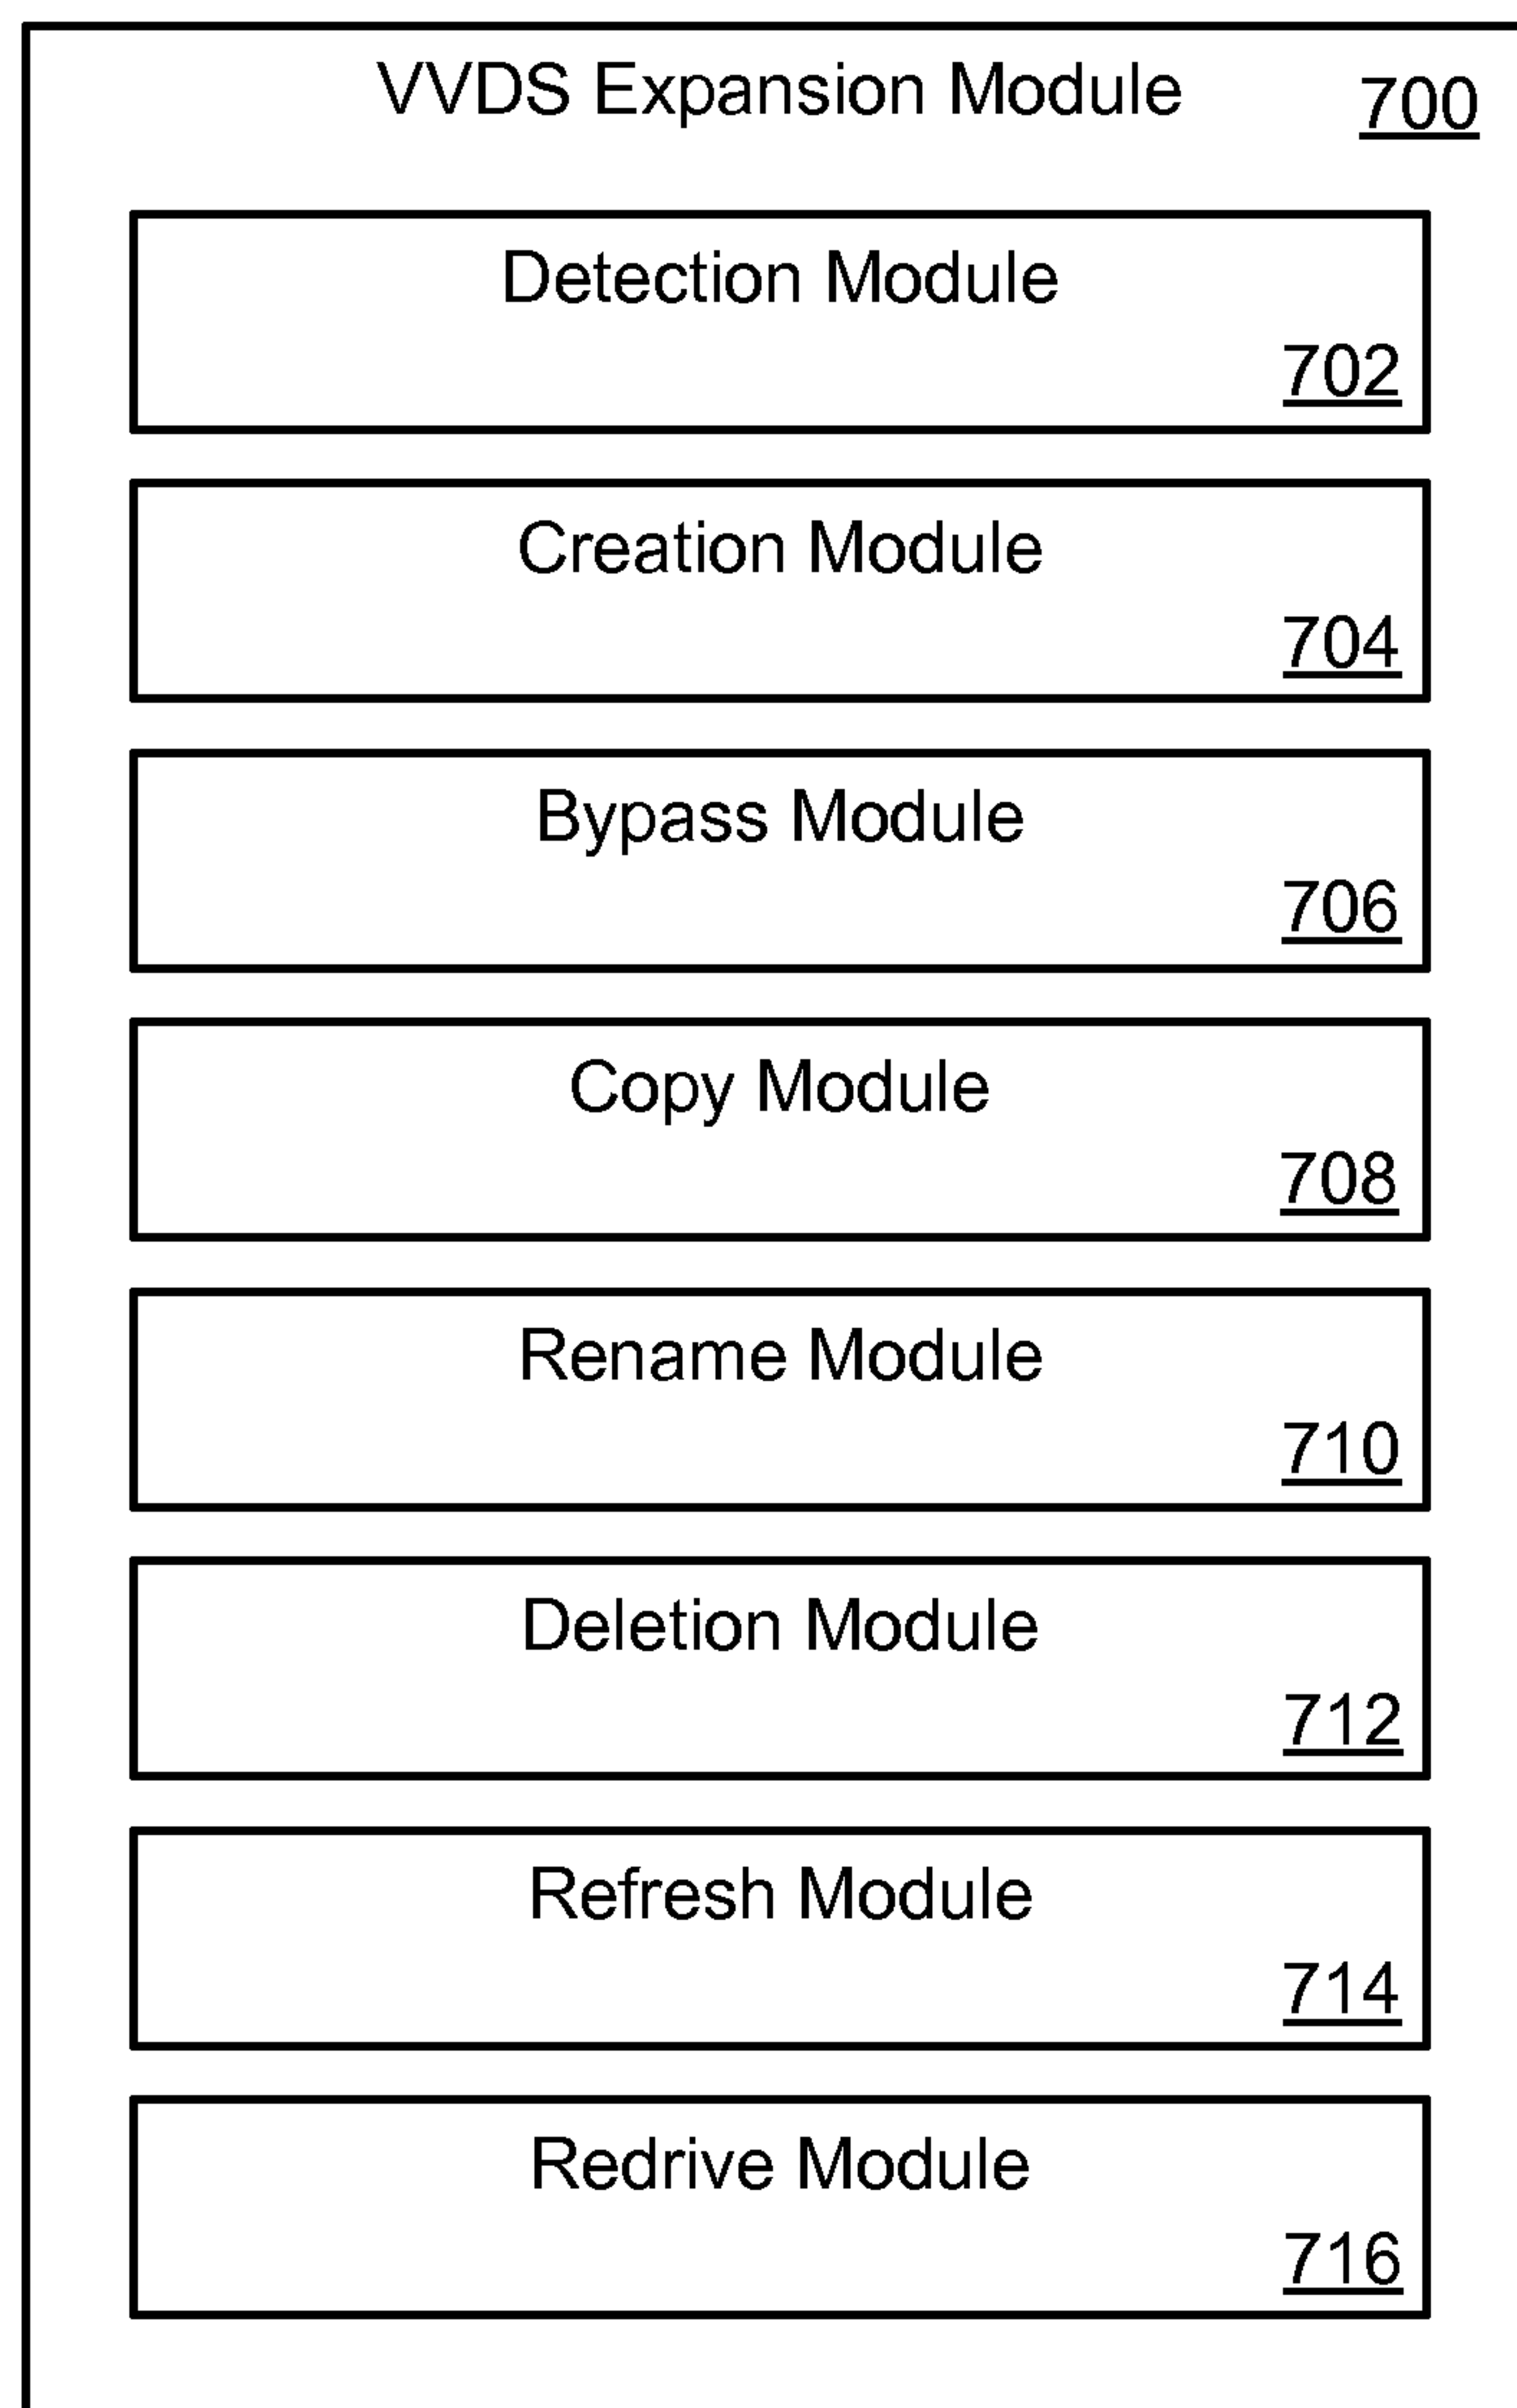 VVDS Expansion Module 700
Detection Module
702
Creation Module
704
Bypass Module
706
Copy Module
708
Rename Module
710
Deletion Module
712
Refresh Module
714
Redrive Module
716